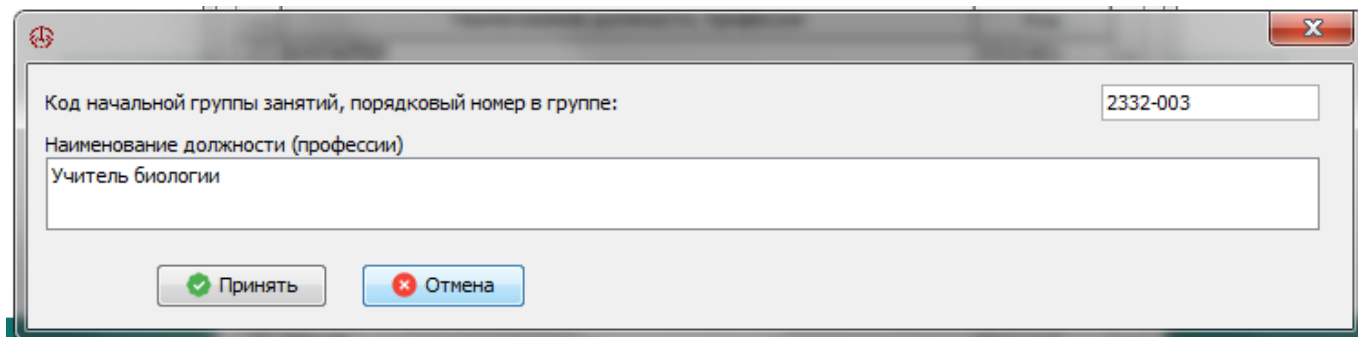 Код начальной группы занятий, порядковый номер в группе: 2332-003
Наименование должности (профессии)
Учитель биологии
Принять Отмена